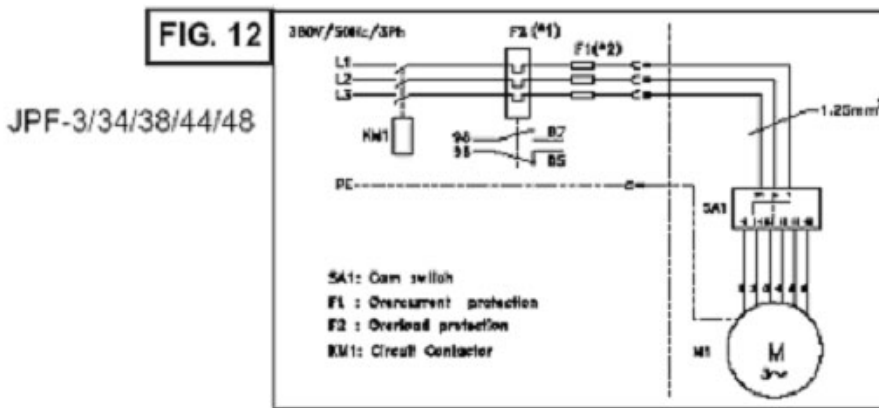 FIG. 12
JPF-3/34/38/44/48
380V/50Hz/3Ph
F2 (*1)
F1(*2)
L1
L2
L3
1.25mm²
KM1
98 97
96 95
PE
SA1
SA1: Cam switch
F1 : Overcurrent protection
F2 : Overload protection
KM1: Circuit Contactor
M1
M
3~